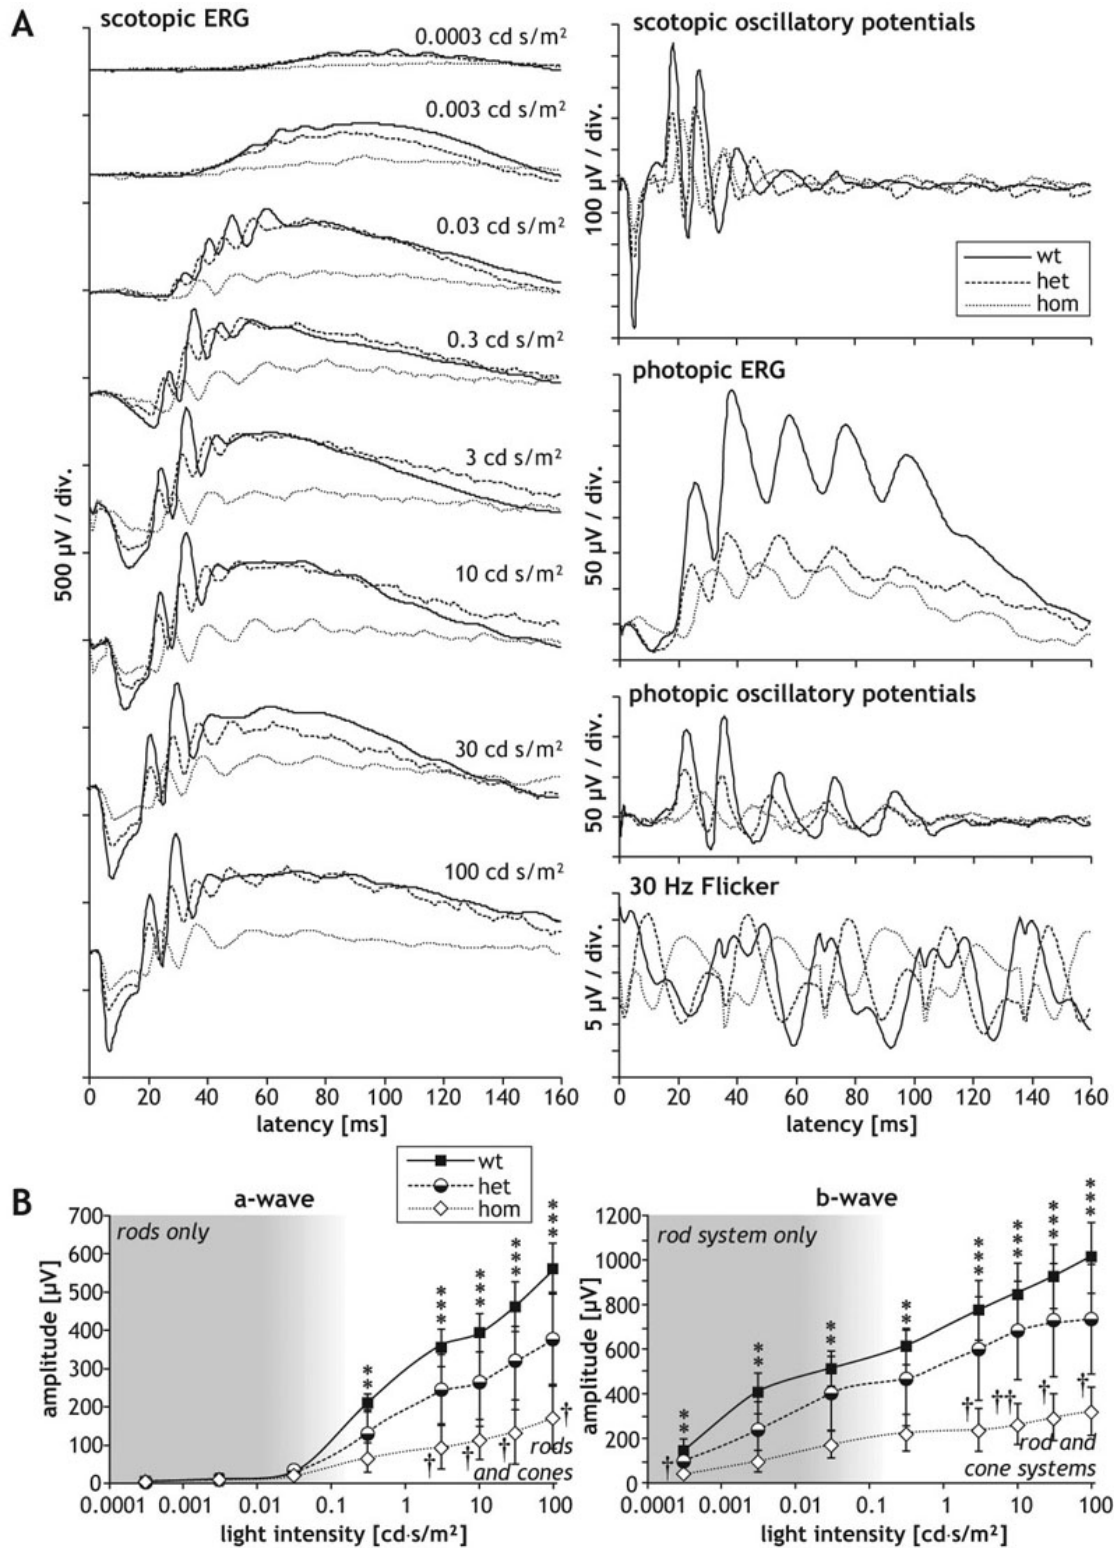 A
scotopic ERG
0.0003 cd s/m²
0.003 cd s/m²
0.03 cd s/m²
0.3 cd s/m²
3 cd s/m²
10 cd s/m²
30 cd s/m²
100 cd s/m²
500 µV / div.
0 20 40 60 80 100 120 140 160
latency [ms]
scotopic oscillatory potentials
100 µV / div.
wt
het
hom
photopic ERG
50 µV / div.
photopic oscillatory potentials
50 µV / div.
30 Hz Flicker
5 µV / div.
0 20 40 60 80 100 120 140 160
latency [ms]
B
wt
het
hom
a-wave
rods only
amplitude [µV]
700
600
500
400
300
200
100
0
**
***
***
***
***
†
†
†
†
rods
and cones
0.0001 0.001 0.01 0.1 1 10 100
light intensity [cd·s/m²]
b-wave
rod system only
amplitude [µV]
1200
1000
800
600
400
200
0
**
**
**
**
***
***
***
***
†
†
††
†
†
rod and
cone systems
0.0001 0.001 0.01 0.1 1 10 100
light intensity [cd·s/m²]